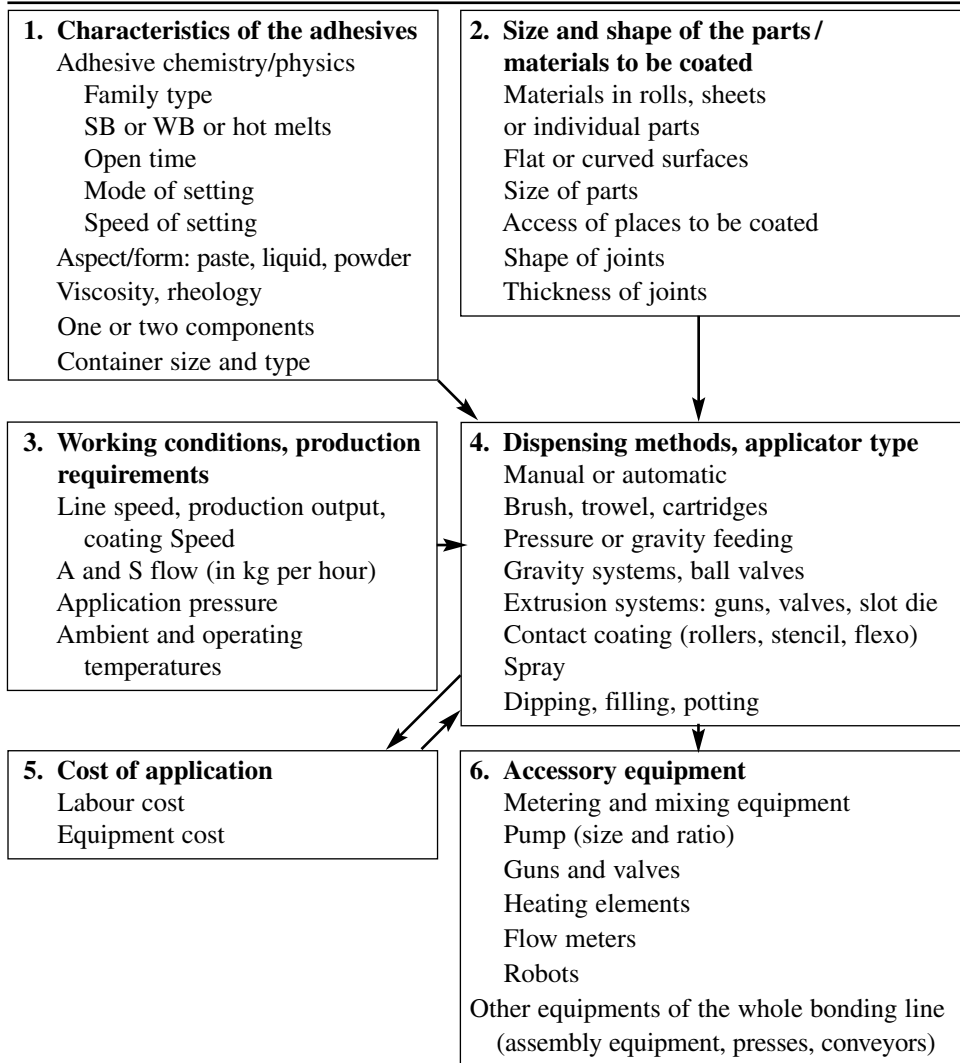 1. Characteristics of the adhesives
Adhesive chemistry/physics
Family type
SB or WB or hot melts
Open time
Mode of setting
Speed of setting
Aspect/form: paste, liquid, powder
Viscosity, rheology
One or two components
Container size and type
2. Size and shape of the parts/
materials to be coated
Materials in rolls, sheets
or individual parts
Flat or curved surfaces
Size of parts
Access of places to be coated
Shape of joints
Thickness of joints
3. Working conditions, production
requirements
Line speed, production output,
coating Speed
A and S flow (in kg per hour)
Application pressure
Ambient and operating
temperatures
4. Dispensing methods, applicator type
Manual or automatic
Brush, trowel, cartridges
Pressure or gravity feeding
Gravity systems, ball valves
Extrusion systems: guns, valves, slot die
Contact coating (rollers, stencil, flexo)
Spray
Dipping, filling, potting
5. Cost of application
Labour cost
Equipment cost
6. Accessory equipment
Metering and mixing equipment
Pump (size and ratio)
Guns and valves
Heating elements
Flow meters
Robots
Other equipments of the whole bonding line
(assembly equipment, presses, conveyors)